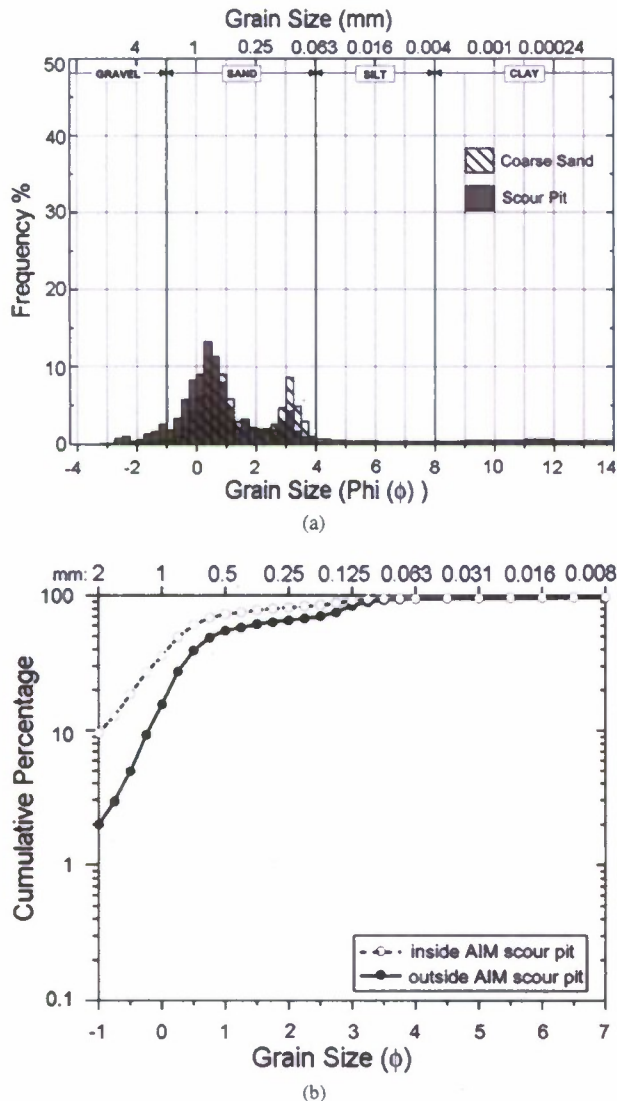 Grain Size (mm)
4 1 0.25 0.063 0.016 0.004 0.001 0.00024
50 GRAVEL SAND SILT CLAY
40
Coarse Sand
30 Scour Pit
Frequency %
20
10
0
-4 -2 0 2 4 6 8 10 12 14
Grain Size (Phi (ϕ) )
(a)
mm: 2 1 0.5 0.25 0.125 0.063 0.031 0.016 0.008
100
10
Cumulative Percentage
1
inside AIM scour pit
outside AIM scour pit
0.1
-1 0 1 2 3 4 5 6 7
Grain Size (ϕ)
(b)